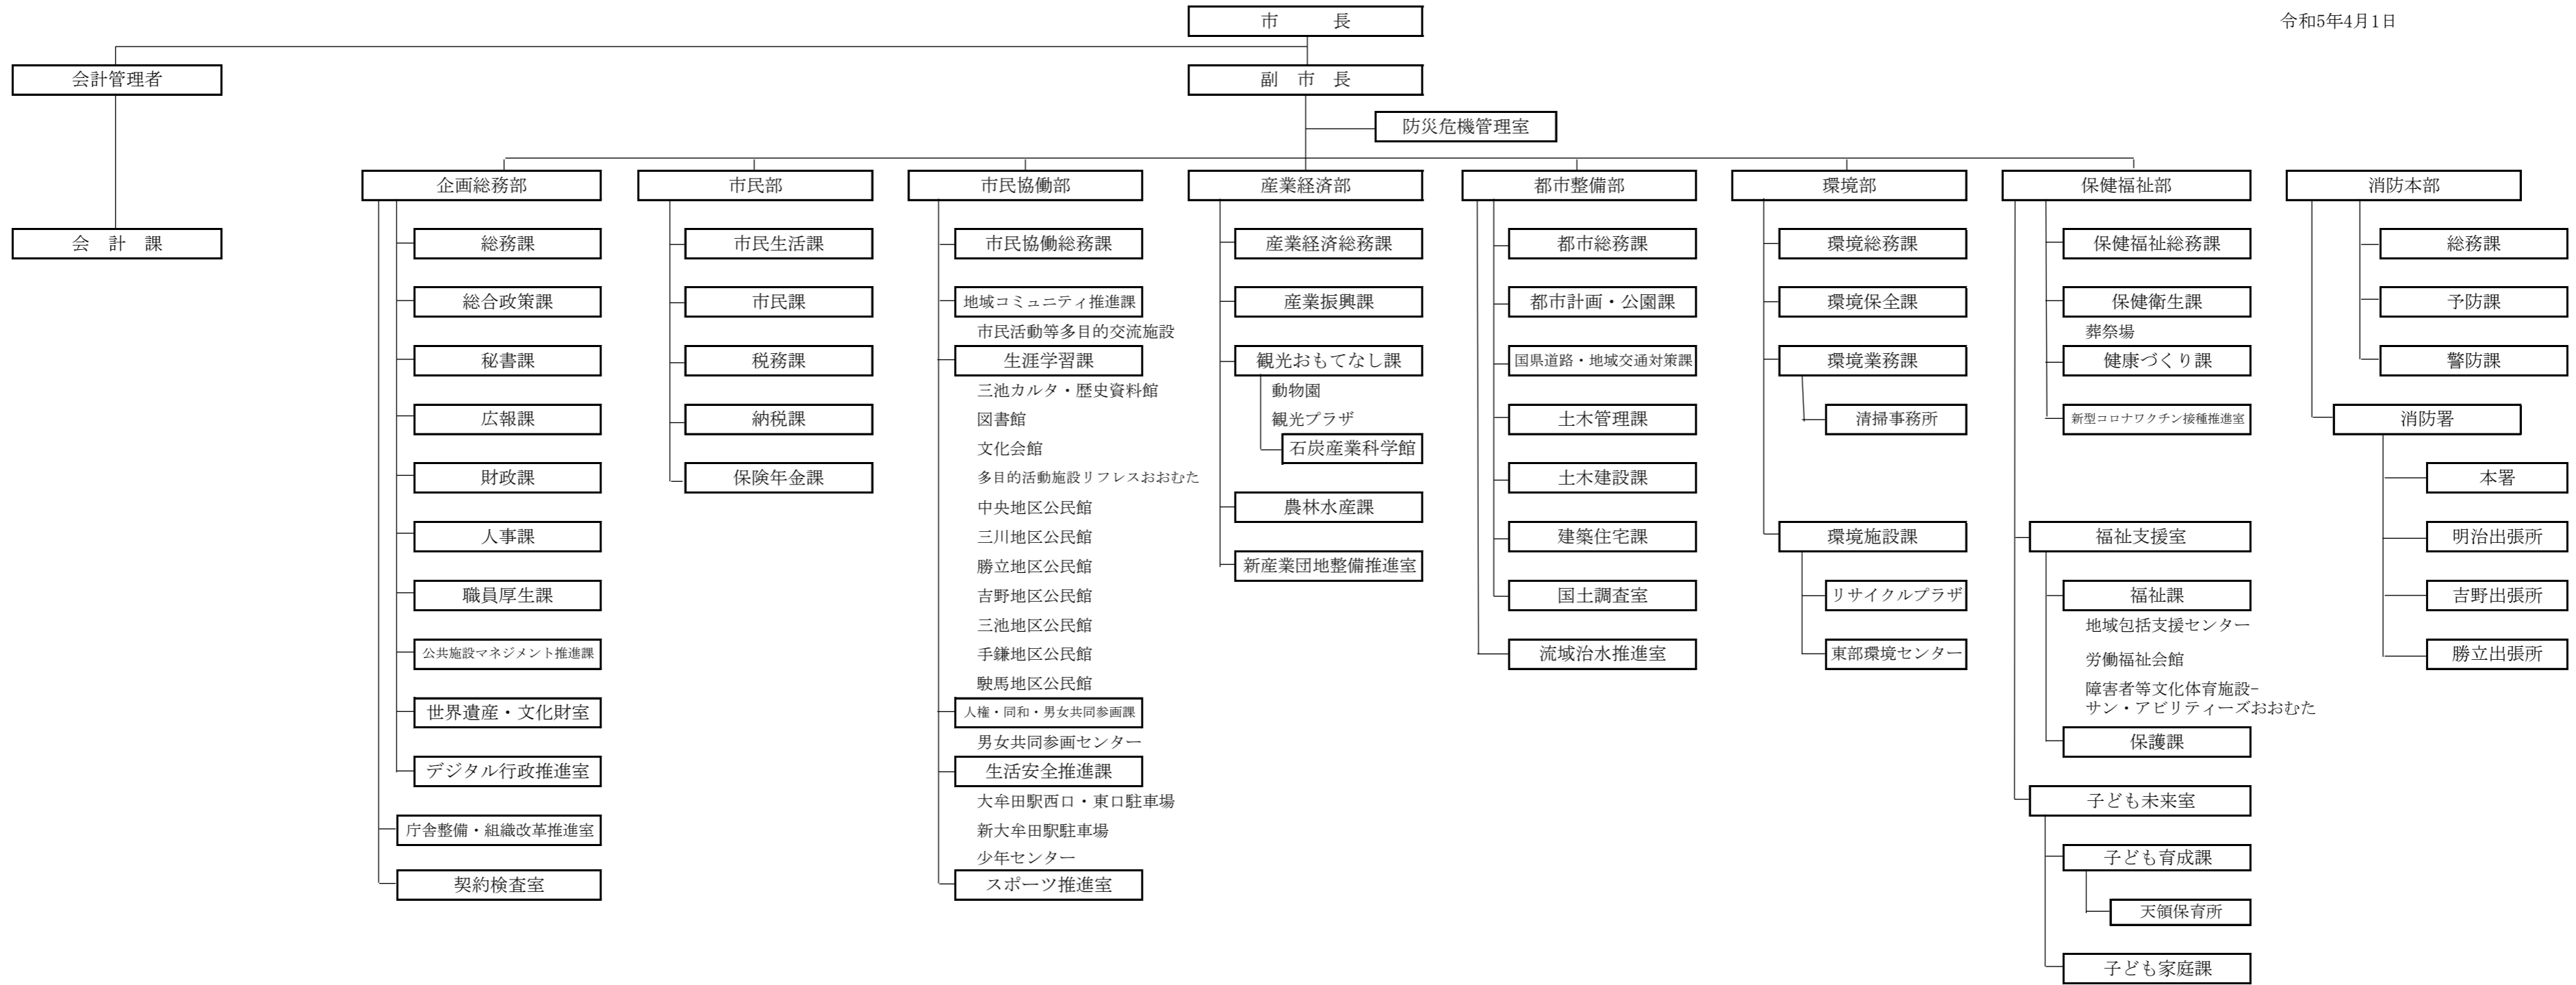 市　　　長
令和5年4月1日
会計管理者
副　市　長
防災危機管理室
会　計　課
企画総務部
総務課
総合政策課
秘書課
広報課
財政課
人事課
職員厚生課
公共施設マネジメント推進課
世界遺産・文化財室
デジタル行政推進室
庁舎整備・組織改革推進室
契約検査室
市民部
市民生活課
市民課
税務課
納税課
保険年金課
市民協働部
市民協働総務課
地域コミュニティ推進課
市民活動等多目的交流施設
生涯学習課
三池カルタ・歴史資料館
図書館
文化会館
多目的活動施設リフレスおおむた
中央地区公民館
三川地区公民館
勝立地区公民館
吉野地区公民館
三池地区公民館
手鎌地区公民館
駛馬地区公民館
人権・同和・男女共同参画課
男女共同参画センター
生活安全推進課
大牟田駅西口・東口駐車場
新大牟田駅駐車場
少年センター
スポーツ推進室
産業経済部
産業経済総務課
産業振興課
観光おもてなし課
動物園
観光プラザ
石炭産業科学館
農林水産課
新産業団地整備推進室
都市整備部
都市総務課
都市計画・公園課
国県道路・地域交通対策課
土木管理課
土木建設課
建築住宅課
国土調査室
流域治水推進室
環境部
環境総務課
環境保全課
環境業務課
清掃事務所
環境施設課
リサイクルプラザ
東部環境センター
保健福祉部
保健福祉総務課
保健衛生課
葬祭場
健康づくり課
新型コロナワクチン接種推進室
福祉支援室
福祉課
地域包括支援センター
労働福祉会館
障害者等文化体育施設-
サン・アビリティーズおおむた
保護課
子ども未来室
子ども育成課
天領保育所
子ども家庭課
消防本部
総務課
予防課
警防課
消防署
本署
明治出張所
吉野出張所
勝立出張所